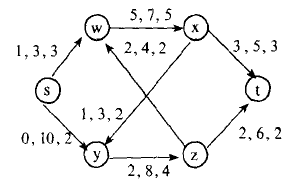 5, 7, 5
w
x
1, 3, 3
2, 4, 2
3, 5, 3
s
t
1, 3, 2
0, 10, 2
2, 6, 2
y
z
2, 8, 4